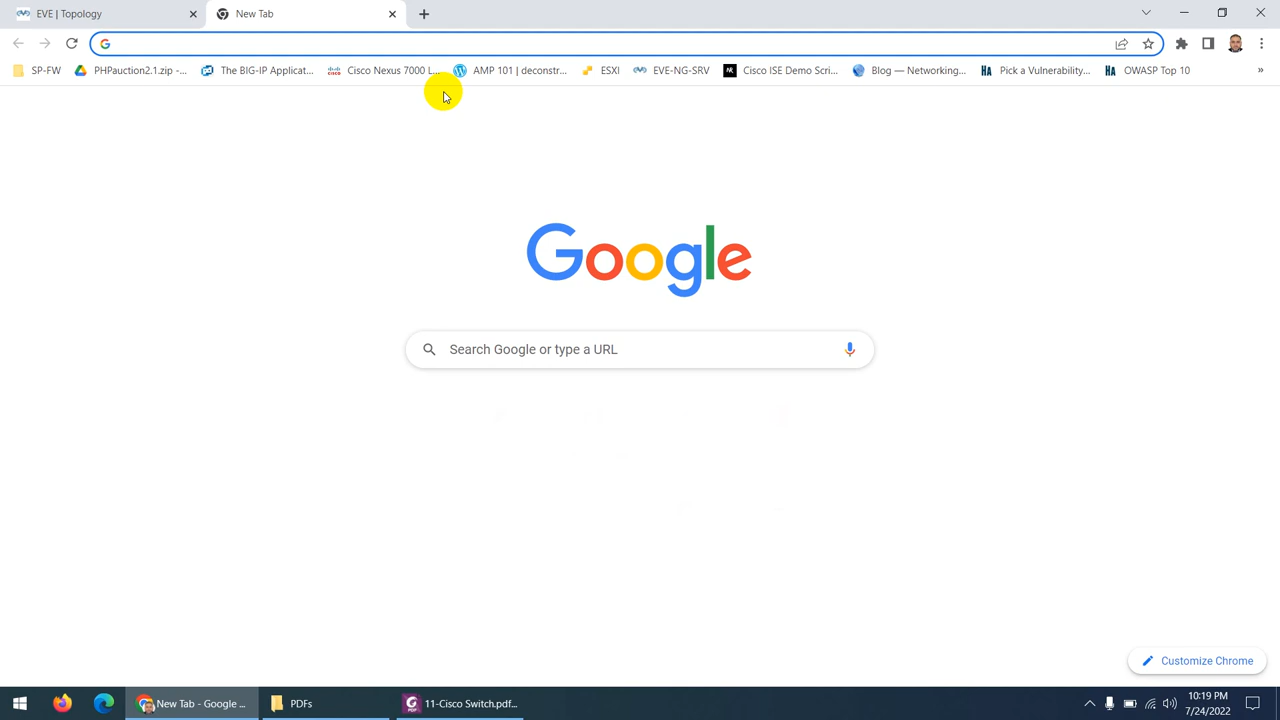 EVE | Topology
New Tab
SP-FW
PHPauction2.1.zip -...
The BIG-IP Applicat...
Cisco Nexus 7000 L...
AMP 101 | deconstr...
ESXI
EVE-NG-SRV
Cisco ISE Demo Scri...
Blog — Networking...
Pick a Vulnerability...
OWASP Top 10
»
Google
Search Google or type a URL
Customize Chrome
New Tab - Google ...
PDFs
11-Cisco Switch.pdf...
10:19 PM
7/24/2022